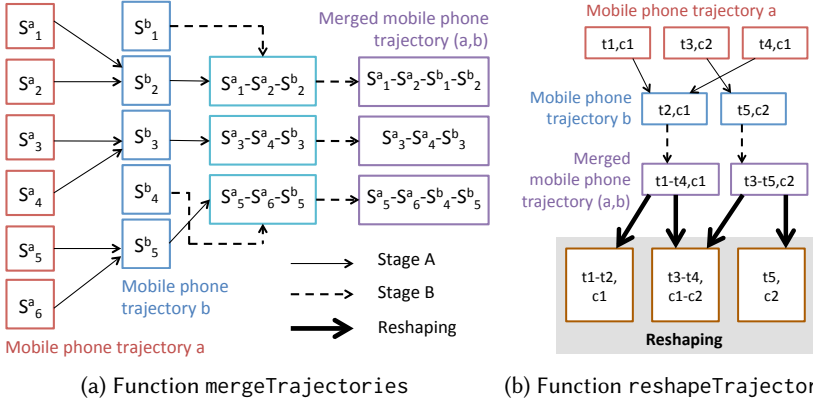 Sᵃ₁
Sᵃ₂
Sᵃ₃
Sᵃ₄
Sᵃ₅
Sᵃ₆
Mobile phone trajectory a
Sᵇ₁
Sᵇ₂
Sᵇ₃
Sᵇ₄
Sᵇ₅
Mobile phone
trajectory b
Sᵃ₁-Sᵃ₂-Sᵇ₂
Sᵃ₃-Sᵃ₄-Sᵇ₃
Sᵃ₅-Sᵃ₆-Sᵇ₅
Merged mobile phone
trajectory (a,b)
Sᵃ₁-Sᵃ₂-Sᵇ₁-Sᵇ₂
Sᵃ₃-Sᵃ₄-Sᵇ₃
Sᵃ₅-Sᵃ₆-Sᵇ₄-Sᵇ₅
Stage A
Stage B
Reshaping
(a) Function mergeTrajectories
Mobile phone trajectory a
t1,c1 t3,c2 t4,c1
Mobile phone
trajectory b
t2,c1 t5,c2
Merged
mobile phone
trajectory (a,b)
t1-t4,c1 t3-t5,c2
t1-t2,
c1
t3-t4,
c1-c2
t5,
c2
Reshaping
(b) Function reshapeTrajector